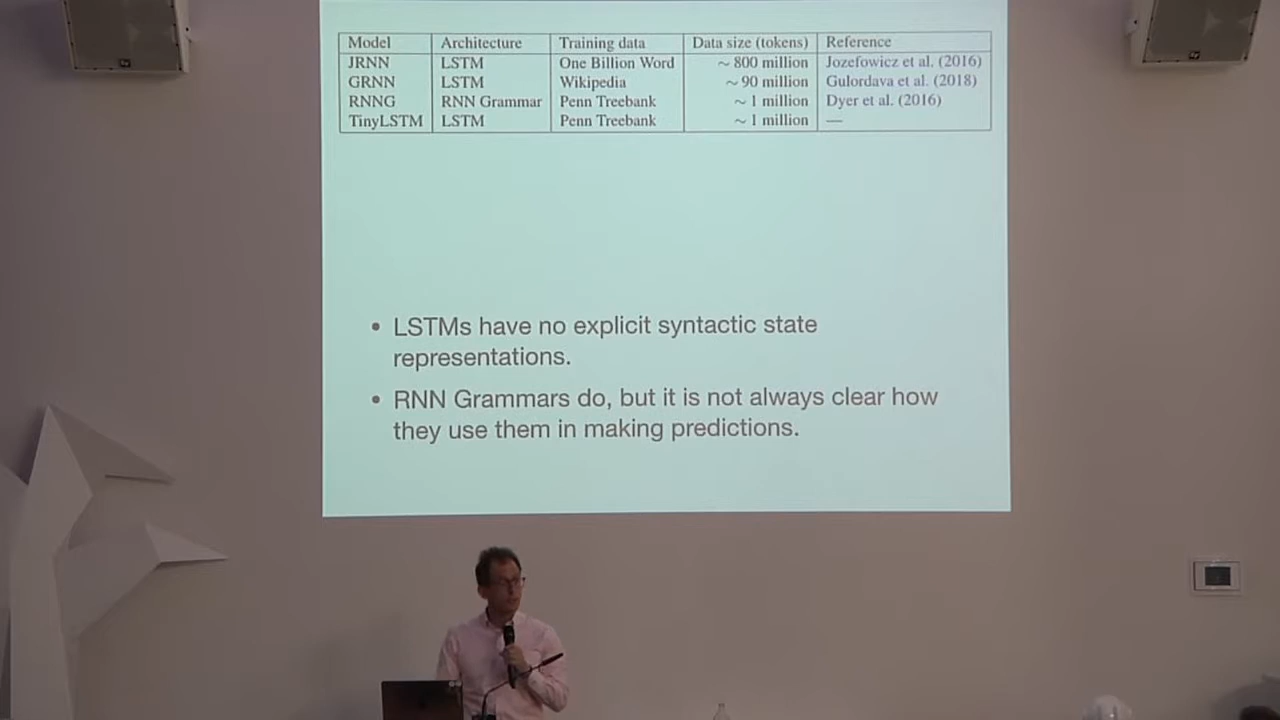 Model Architecture Training data Data size (tokens) Reference
JRNN LSTM One Billion Word ∼ 800 million Jozefowicz et al. (2016)
GRNN LSTM Wikipedia ∼ 90 million Gulordava et al. (2018)
RNNG RNN Grammar Penn Treebank ∼ 1 million Dyer et al. (2016)
TinyLSTM LSTM Penn Treebank ∼ 1 million —
• LSTMs have no explicit syntactic state
representations.
• RNN Grammars do, but it is not always clear how
they use them in making predictions.